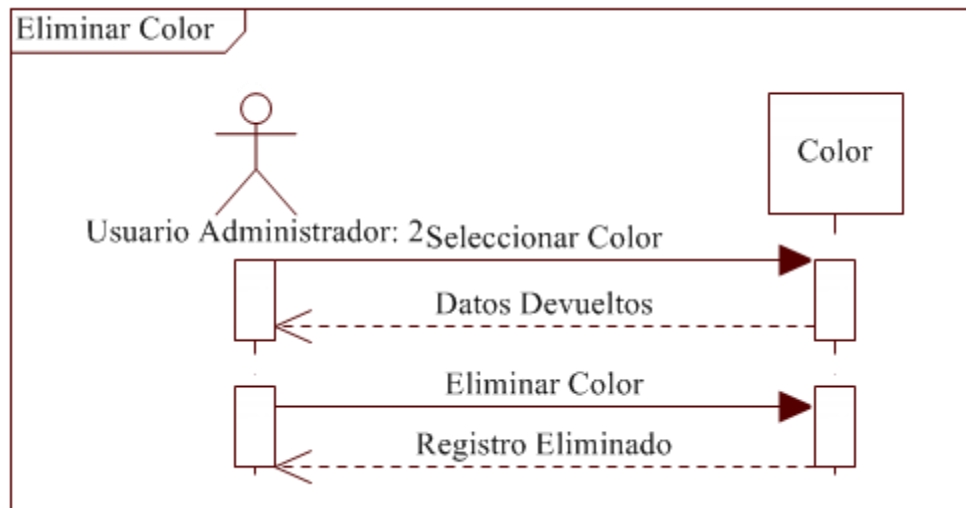 Eliminar Color
Color
Usuario Administrador: 2
Seleccionar Color
Datos Devueltos
Eliminar Color
Registro Eliminado